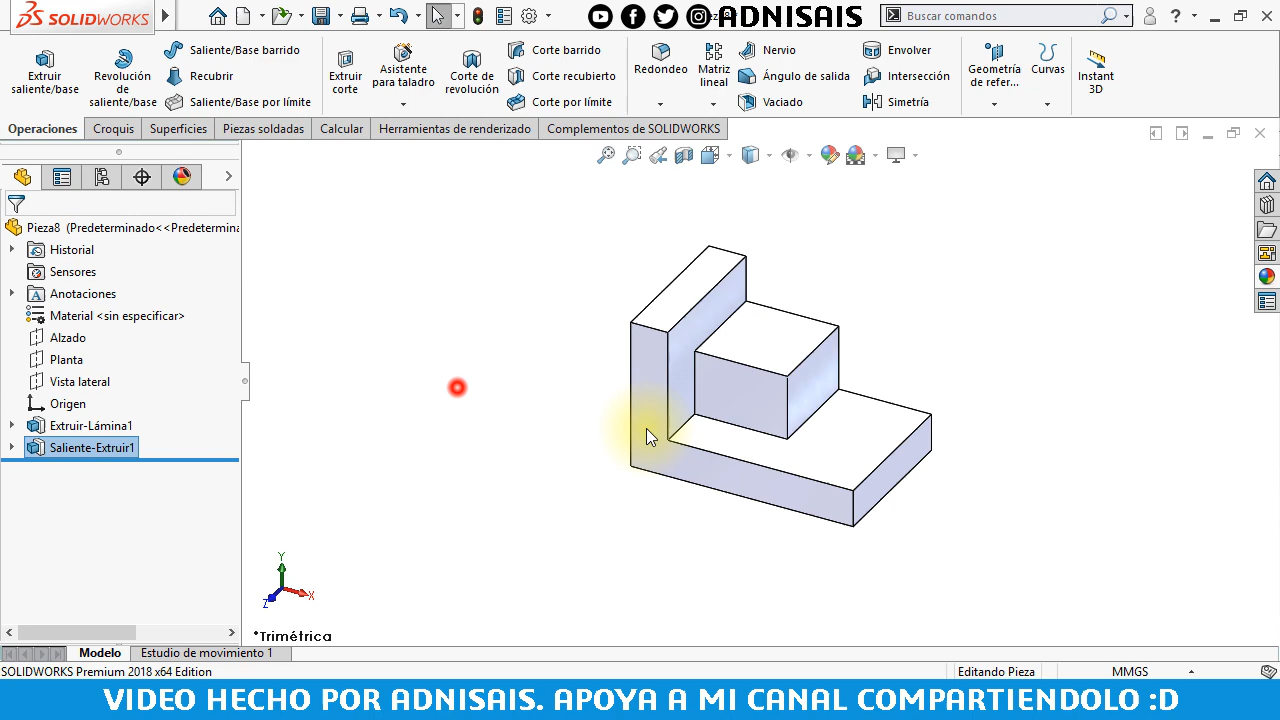 SOLIDWORKS
ADNISAIS
Buscar comandos
Extruir saliente/base
Revolución de saliente/base
Saliente/Base barrido
Recubrir
Saliente/Base por límite
Extruir corte
Asistente para taladro
Corte de revolución
Corte barrido
Corte recubierto
Corte por límite
Redondeo
Matriz lineal
Nervio
Ángulo de salida
Vaciado
Envolver
Intersección
Simetría
Geometría de refer...
Curvas
Instant 3D
Operaciones
Croquis
Superficies
Piezas soldadas
Calcular
Herramientas de renderizado
Complementos de SOLIDWORKS
Pieza8 (Predeterminado<<Predetermina
Historial
Sensores
Anotaciones
Material <sin especificar>
Alzado
Planta
Vista lateral
Origen
Extruir-Lámina1
Saliente-Extruir1
Y
X
Z
*Trimétrica
Modelo
Estudio de movimiento 1
SOLIDWORKS Premium 2018 x64 Edition
Editando Pieza
MMGS
VIDEO HECHO POR ADNISAIS. APOYA A MI CANAL COMPARTIENDOLO :D